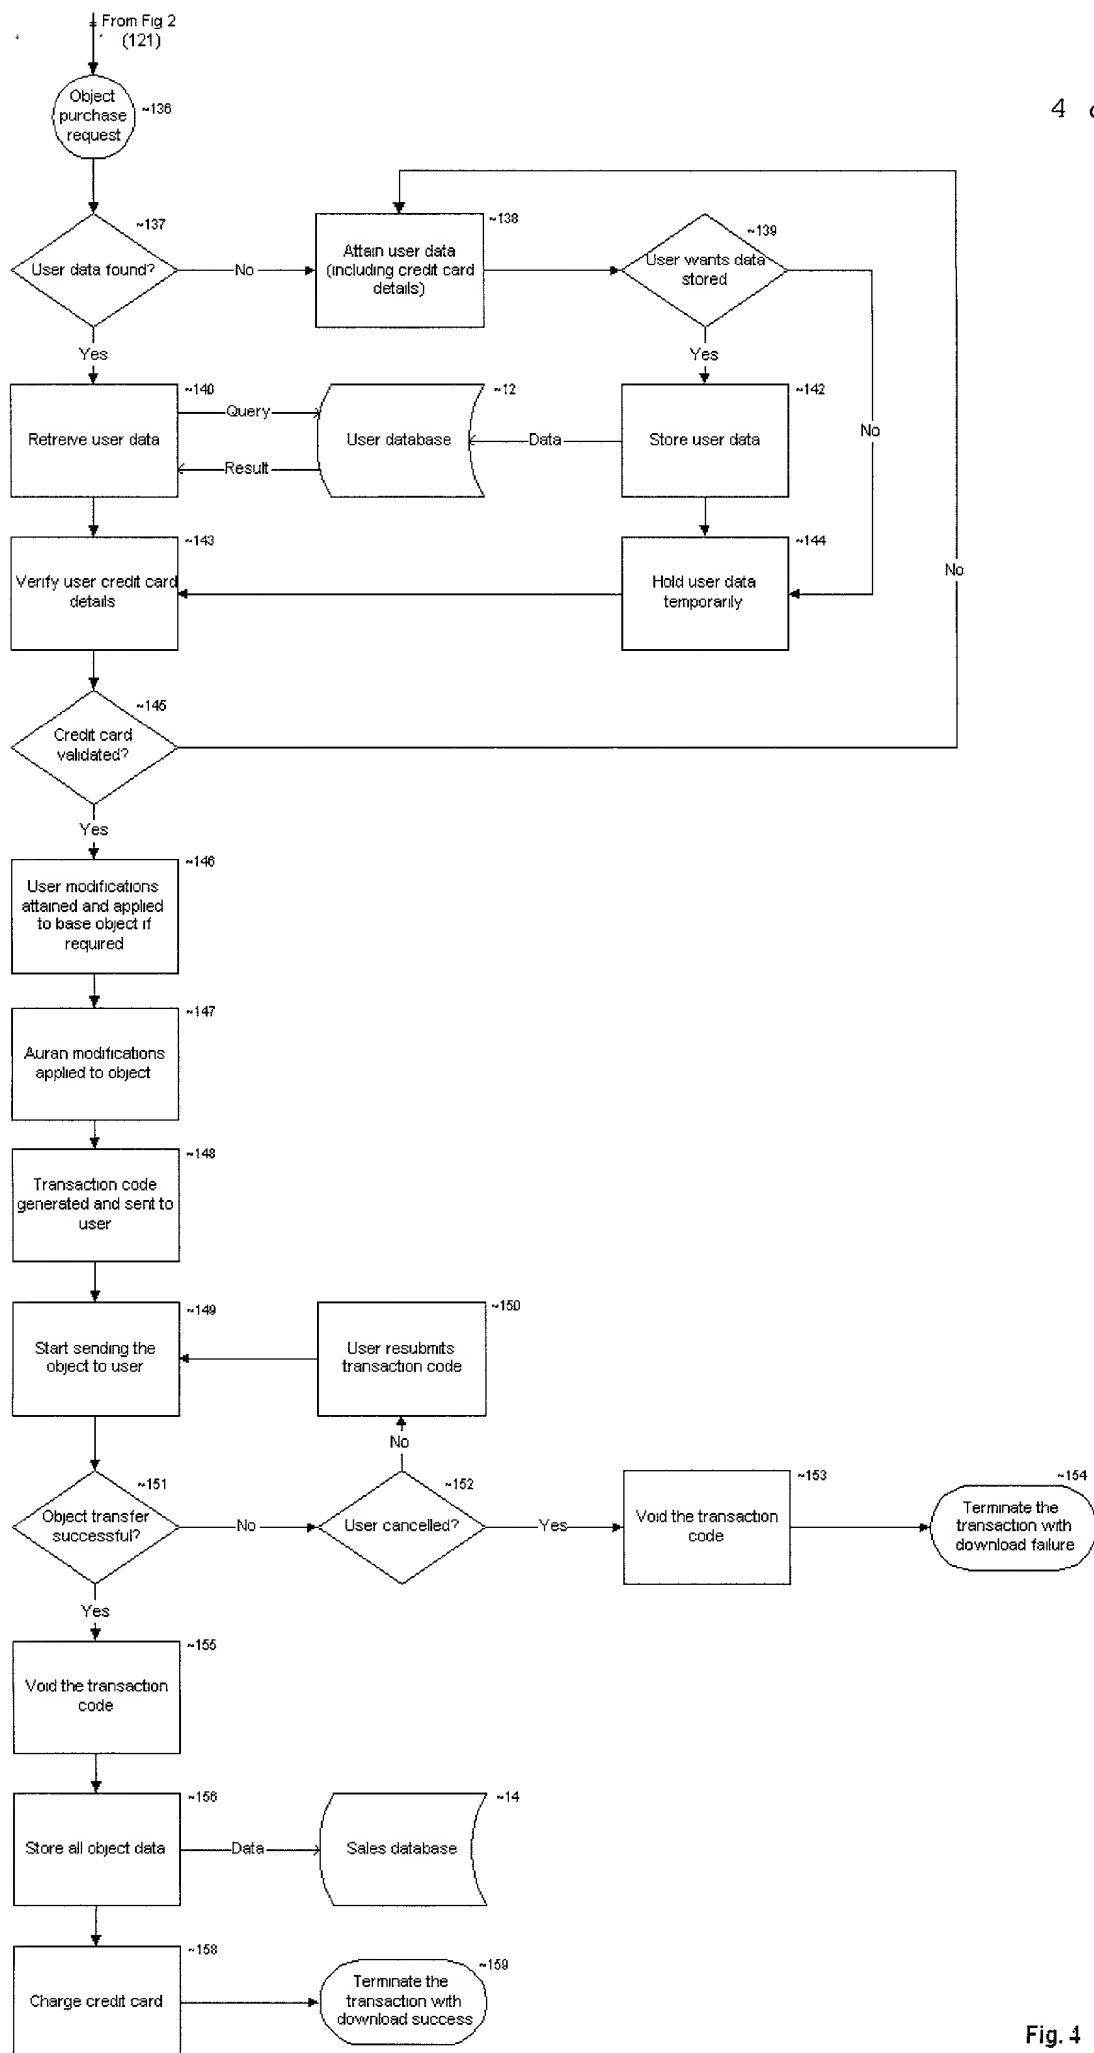 From Fig 2
(121)
Object
purchase
request
~136
4
~137
User data found?
No
~138
Attain user data
(including credit card
details)
~139
User wants data
stored
Yes
Yes
~140
Retreive user data
Query
Result
~12
User database
Data
~142
Store user data
No
~143
Verify user credit card
details
~144
Hold user data
temporarily
No
~145
Credit card
validated?
Yes
~146
User modifications
attained and applied
to base object if
required
~147
Auran modifications
applied to object
~148
Transaction code
generated and sent to
user
~149
Start sending the
object to user
~150
User resubmits
transaction code
No
~151
Object transfer
successful?
No
~152
User cancelled?
Yes
~153
Void the transaction
code
~154
Terminate the
transaction with
download failure
Yes
~155
Void the transaction
code
~156
Store all object data
Data
~14
Sales database
~158
Charge credit card
~159
Terminate the
transaction with
download success
Fig. 4